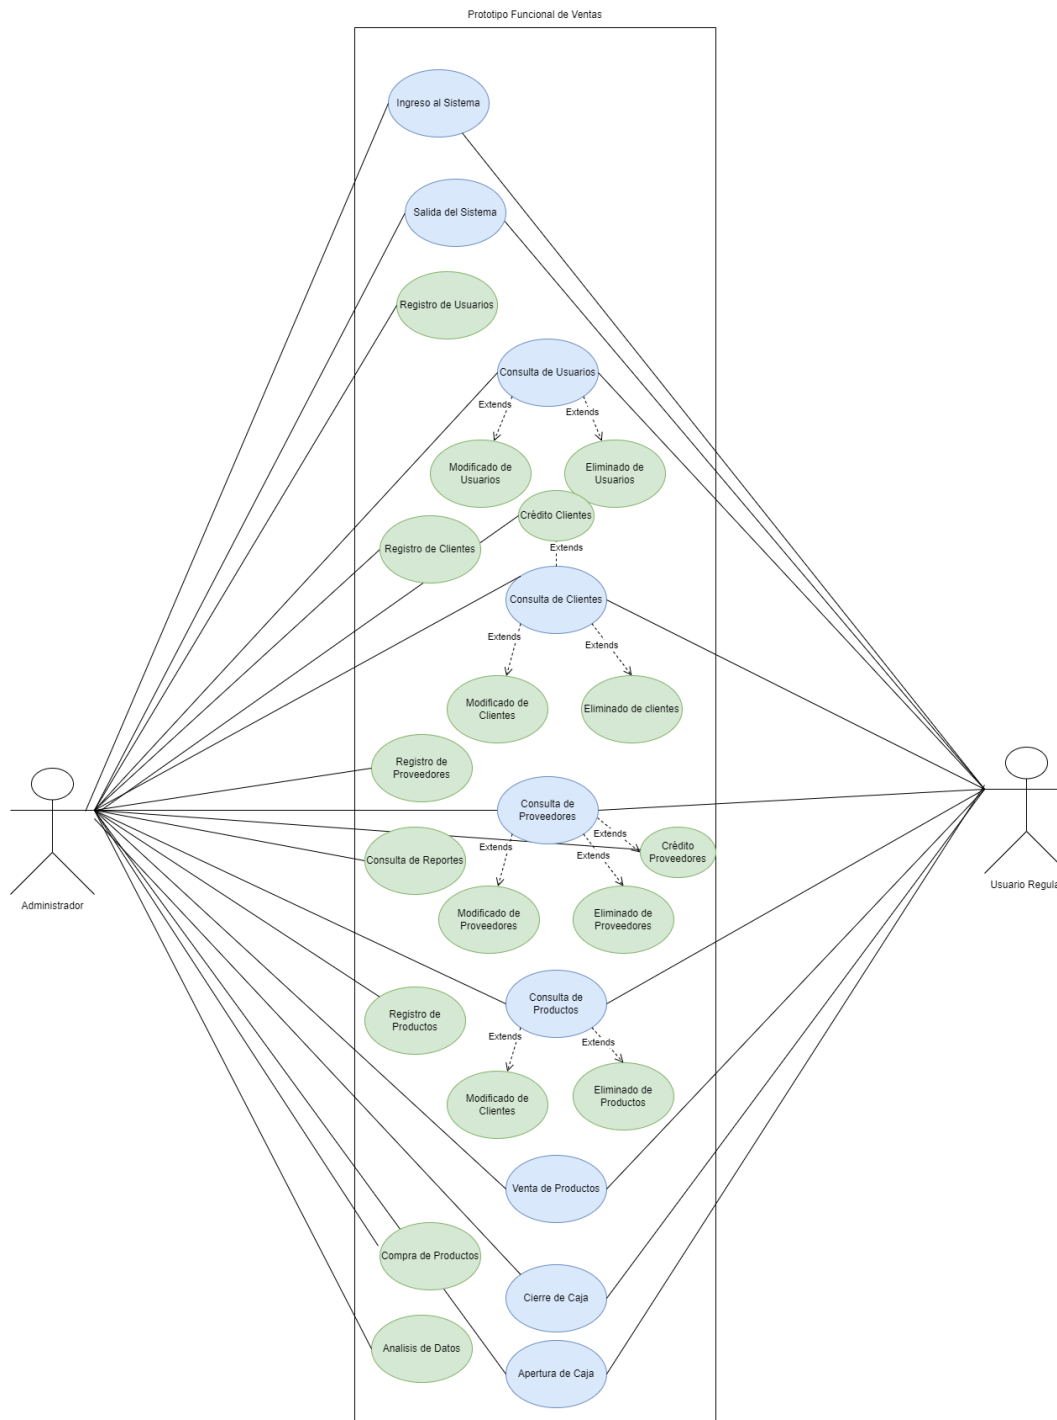 Prototipo Funcional de Ventas
Ingreso al Sistema
Salida del Sistema
Registro de Usuarios
Consulta de Usuarios
Extends
Extends
Modificado de
Usuarios
Eliminado de
Usuarios
Crèdito Clientes
Registro de Clientes
Extends
Consulta de Clientes
Extends
Extends
Modificado de
Clientes
Eliminado de clientes
Registro de
Proveedores
Consulta de
Proveedores
Extends
Extends
Extends
Crèdito
Proveedores
Consulta de Reportes
Administrador
Usuario Regula
Modificado de
Proveedores
Eliminado de
Proveedores
Consulta de
Productos
Registro de
Productos
Extends
Extends
Modificado de
Clientes
Eliminado de
Productos
Venta de Productos
Compra de Productos
Cierre de Caja
Analisis de Datos
Apertura de Caja